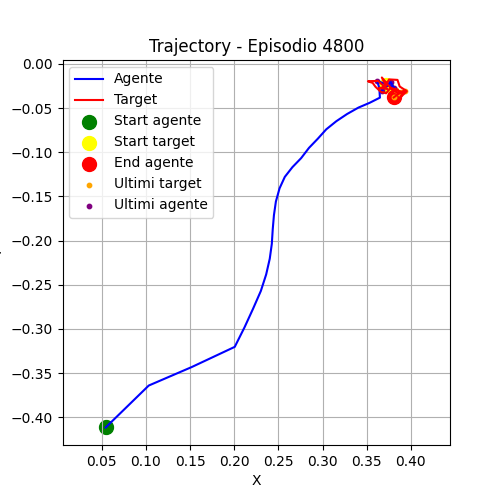 Trajectory - Episodio 4800
0.00
−0.05
−0.10
−0.15
−0.20
−0.25
−0.30
−0.35
−0.40
Agente
Target
Start agente
Start target
End agente
Ultimi target
Ultimi agente
0.05 0.10 0.15 0.20 0.25 0.30 0.35 0.40
X